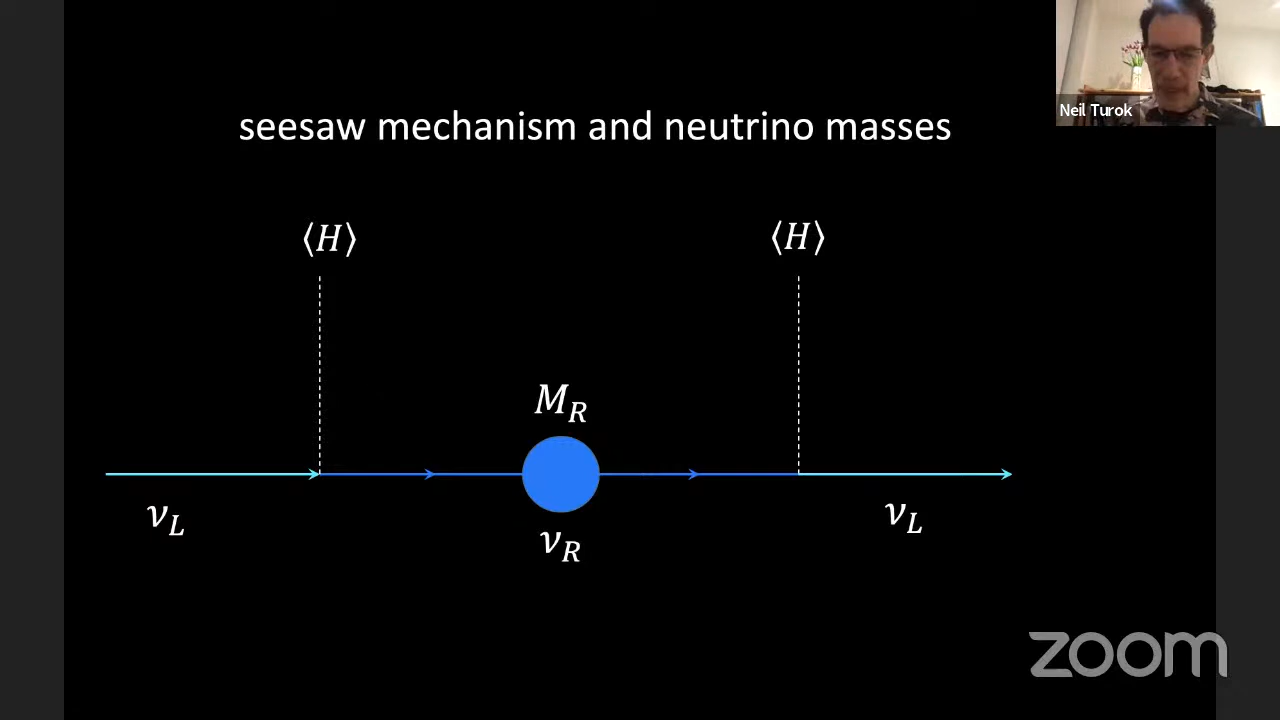 Neil Turok
seesaw mechanism and neutrino masses
⟨H⟩
⟨H⟩
M_R
ν_L
ν_R
ν_L
zoom